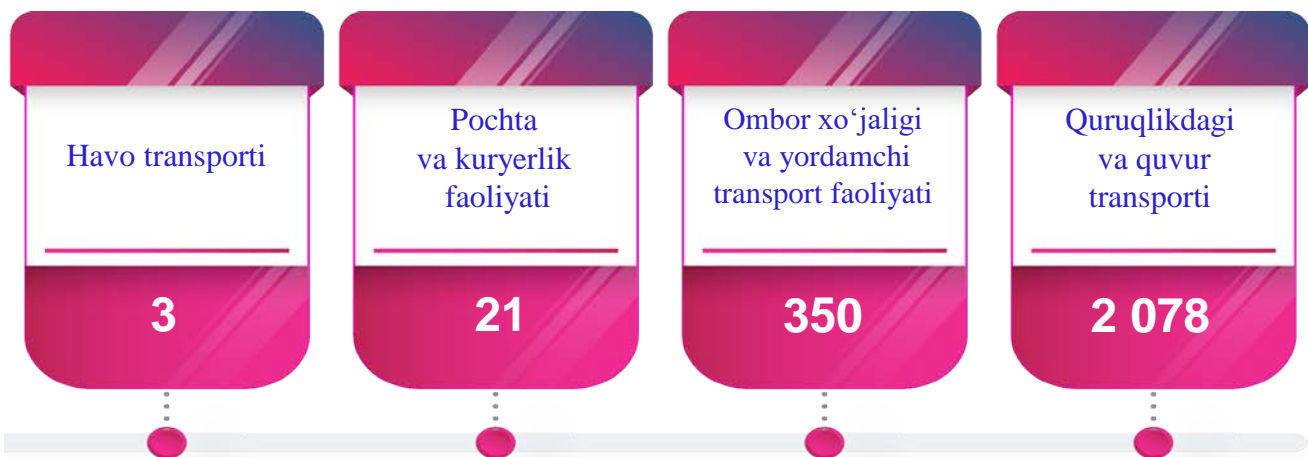 Havo transporti
3
Pochta
va kuryerlik
faoliyati
21
Ombor xo‘jaligi
va yordamchi
transport faoliyati
350
Quruqlikdagi
va quvur
transporti
2 078